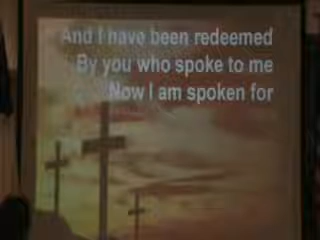 And I have been redeemed
By you who spoke to me
Now I am spoken for